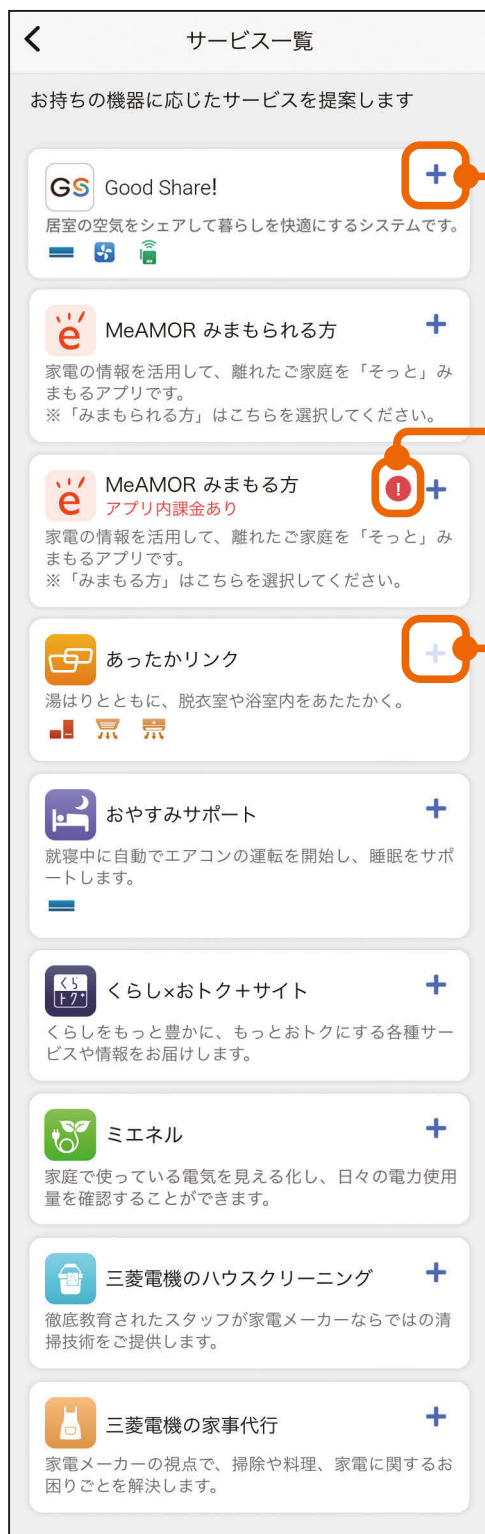 サービス一覧
お持ちの機器に応じたサービスを提案します
GS Good Share!
居室の空気をシェアして暮らしを快適にするシステムです。
e MeAMOR みまもられる方
家電の情報を活用して、離れたご家庭を「そっと」み
まもるアプリです。
※「みまもられる方」はこちらを選択してください。
e MeAMOR みまもる方
アプリ内課金あり
家電の情報を活用して、離れたご家庭を「そっと」み
まもるアプリです。
※「みまもる方」はこちらを選択してください。
あったかリンク
湯はりとともに、脱衣室や浴室内をあたたかく。
おやすみサポート
就寝中に自動でエアコンの運転を開始し、睡眠をサポ
ートします。
くらトク+ くらし×おトク+サイト
くらしをもっと豊かに、もっとおトクにする各種サー
ビスや情報をお届けします。
ミエネル
家庭で使っている電気を見える化し、日々の電力使用
量を確認することができます。
三菱電機のハウスクリーニング
徹底教育されたスタッフが家電メーカーならではの清
掃技術をご提供します。
三菱電機の家事代行
家電メーカーの視点で、掃除や料理、家電に関するお
困りごとを解決します。